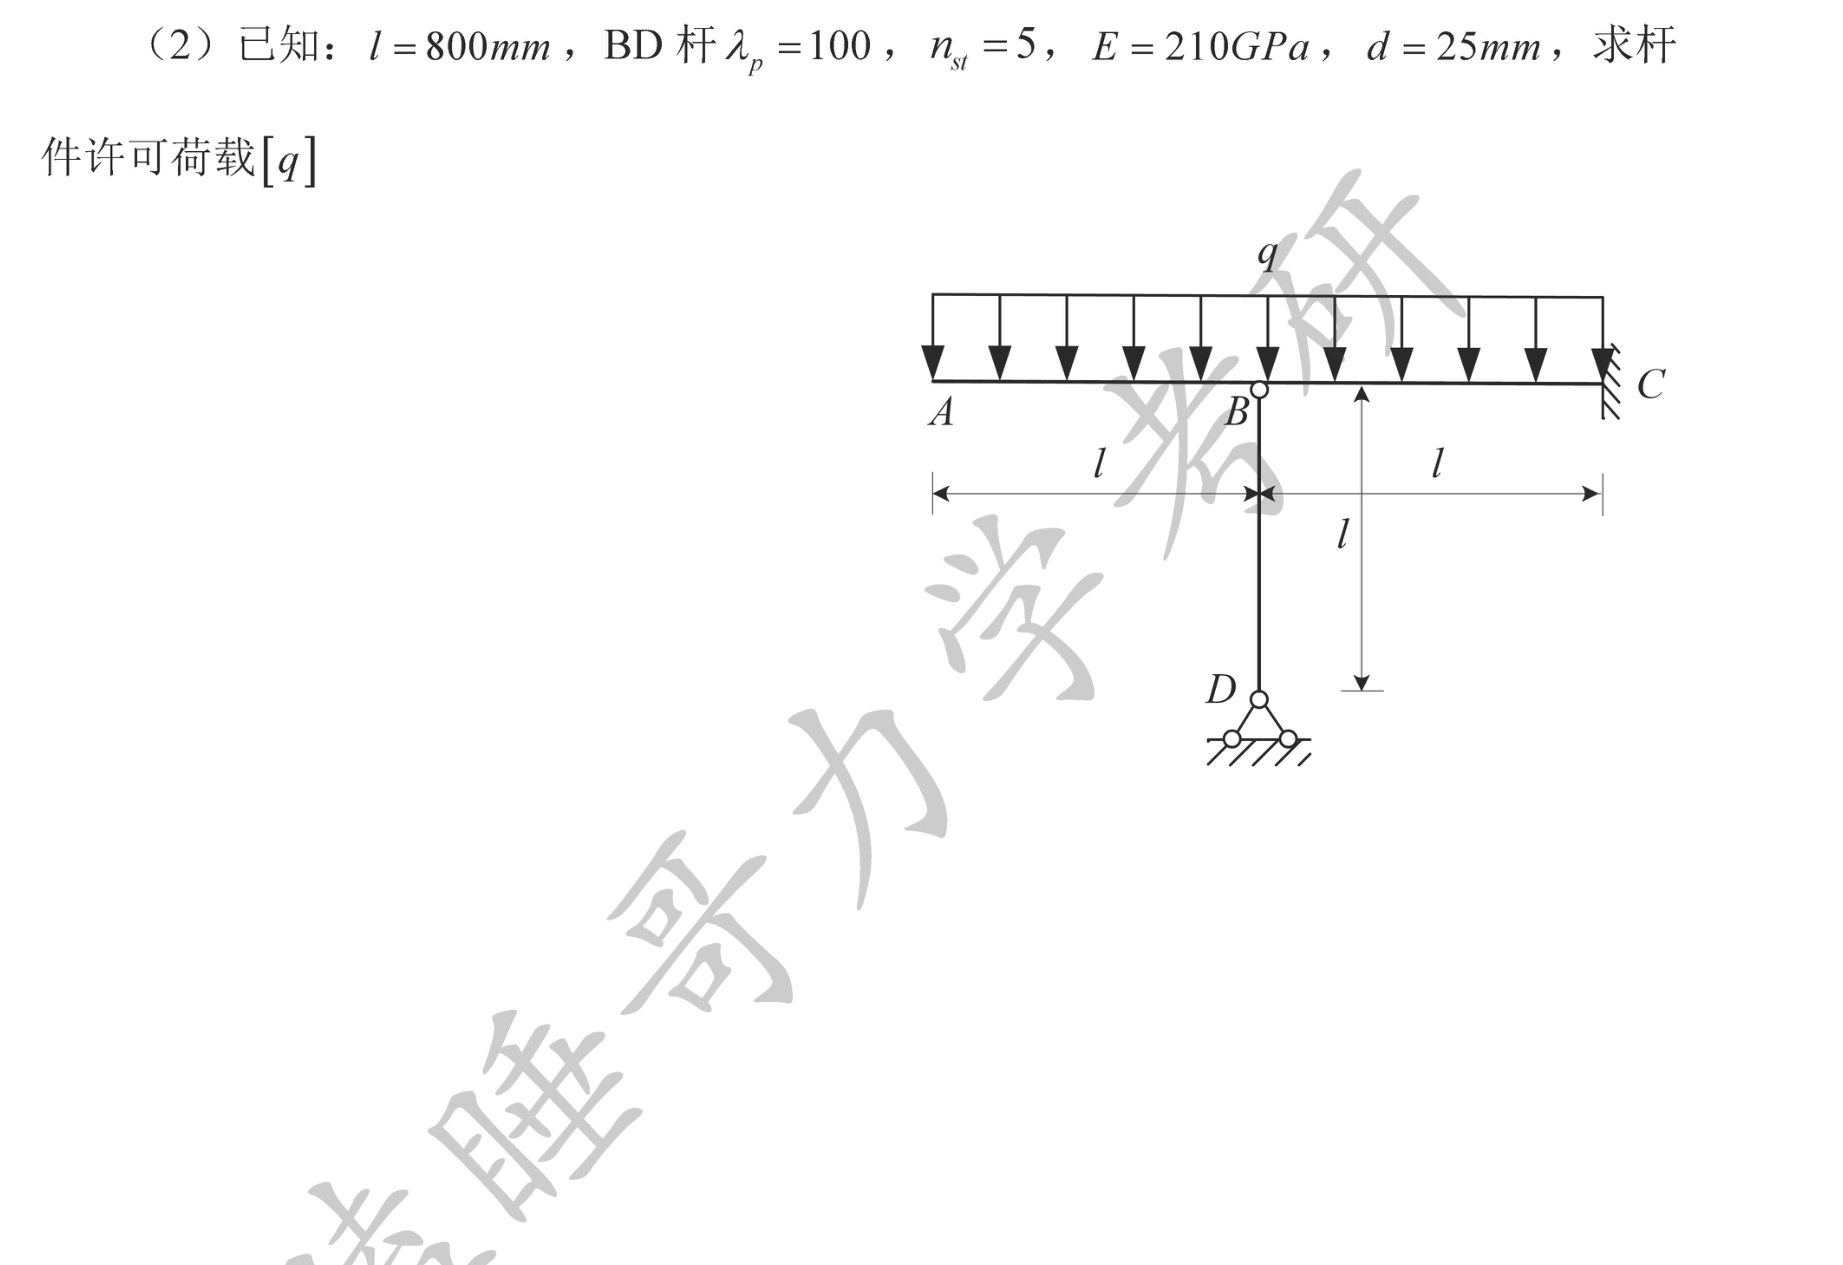 （2）已知：l = 800mm，BD 杆 λp = 100， nst = 5， E = 210GPa， d = 25mm，求杆
件许可荷载[q]
q
A
B
C
l
l
l
D
睡哥力学考研